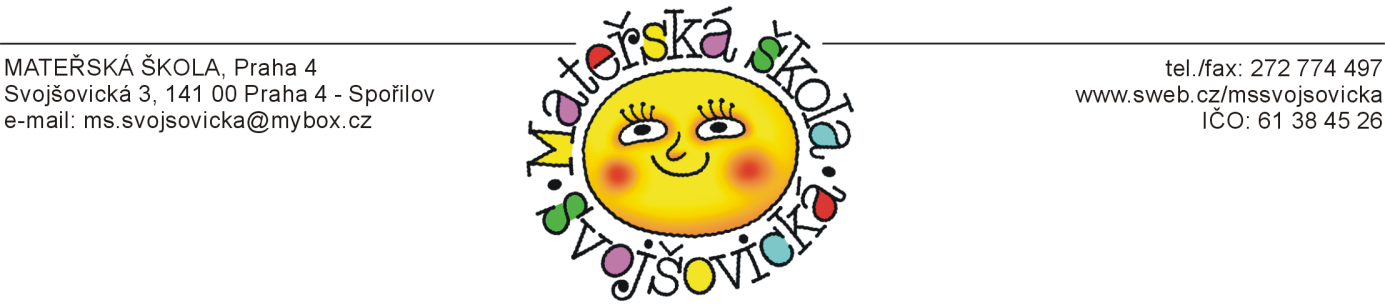 MATEŘSKÁ ŠKOLA, Praha 4
Svojšovická 3, 141 00 Praha 4 - Spořilov
e-mail: ms.svojsovicka@mybox.cz
Mateřská škola
Svojšovická
tel./fax: 272 774 497
www.sweb.cz/mssvojsovicka
IČO: 61 38 45 26